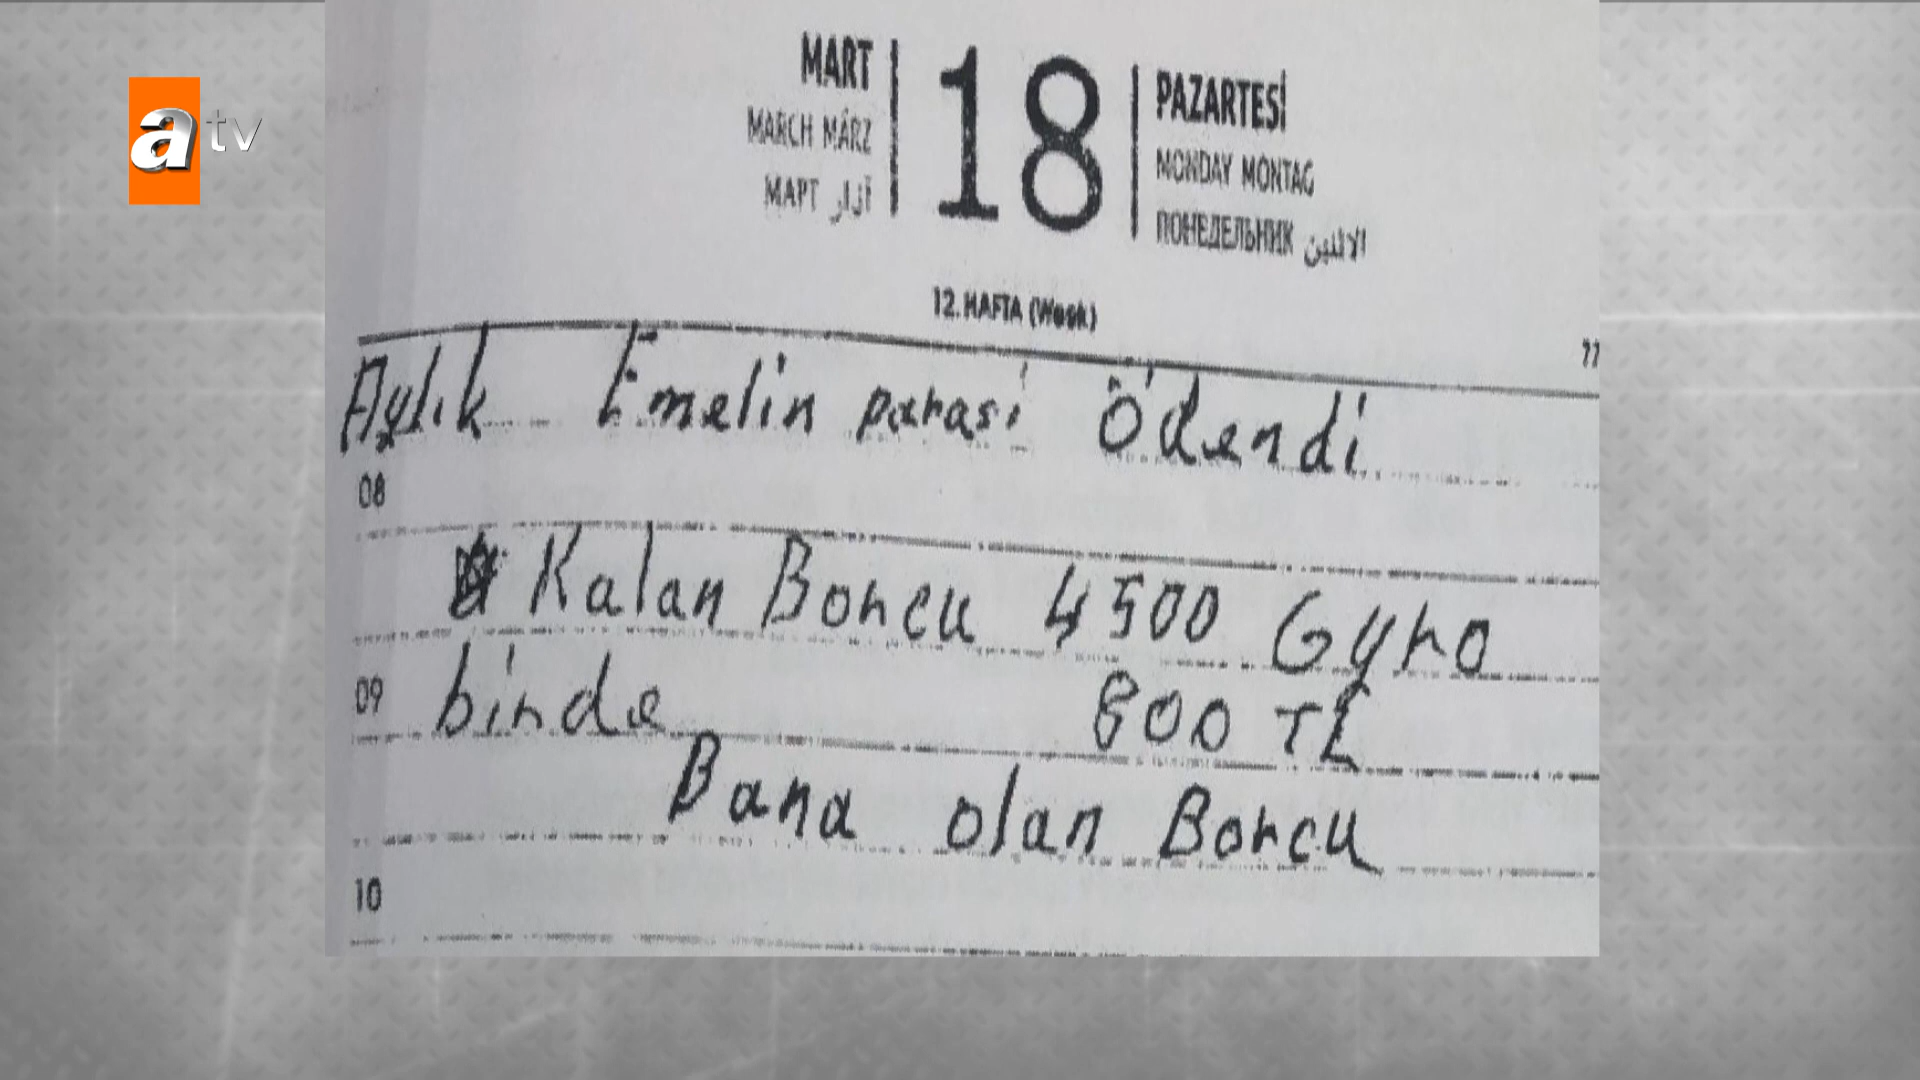 atv
MART
MARCH MÄRZ
МАРТ آذار
18
PAZARTESİ
MONDAY MONTAG
ПОНЕДЕЛЬНИК الاثنين
12. HAFTA (Week)
77
Aylık Emelin parasi Ödendi
08
Kalan Borcu 4500 Gyro
09 binde 800 TL
Bana olan Borcu
10